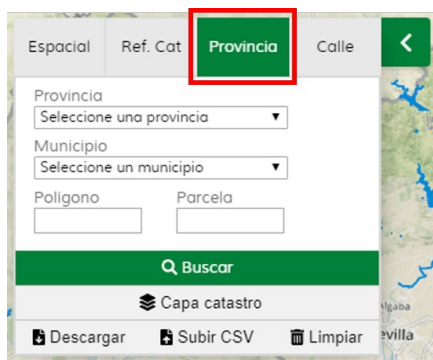 Espacial Ref. Cat Provincia Calle
Provincia
Seleccione una provincia
Municipio
Seleccione un municipio
Polígono Parcela
Buscar
Capa catastro
Descargar Subir CSV Limpiar
evilla